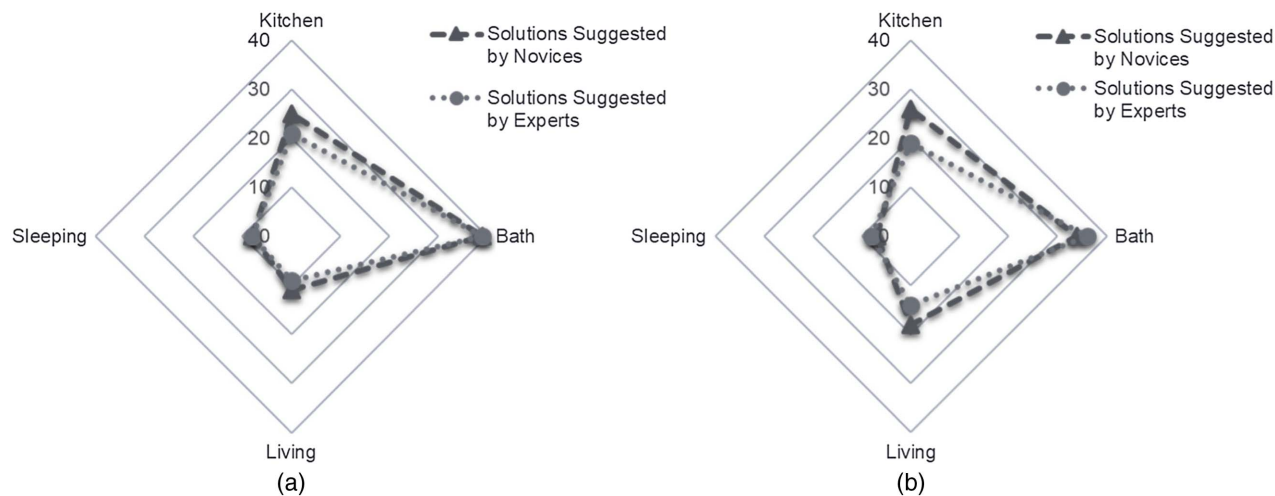 Kitchen
40
30
20
10
0
Sleeping
Bath
Living
Solutions Suggested
by Novices
Solutions Suggested
by Experts
(a)
Kitchen
40
30
20
10
0
Sleeping
Bath
Living
Solutions Suggested
by Novices
Solutions Suggested
by Experts
(b)